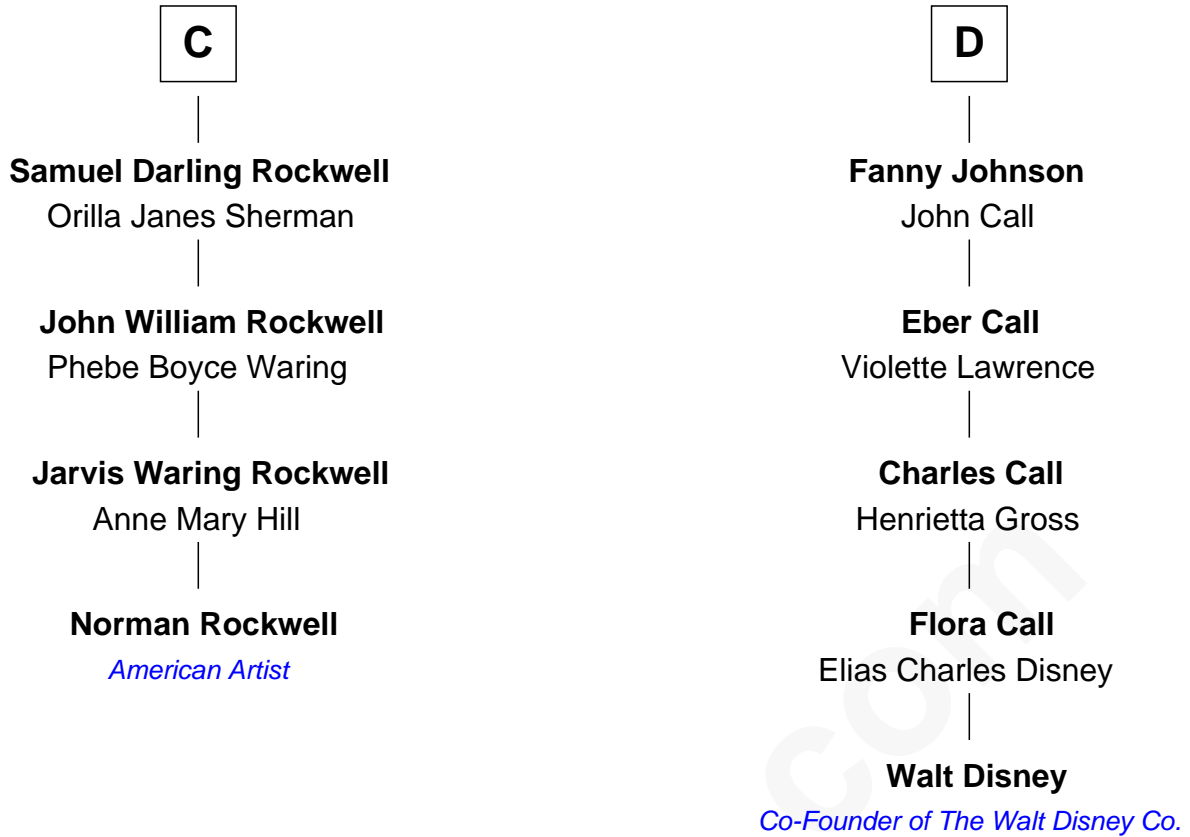 C
Samuel Darling Rockwell
Orilla Janes Sherman
John William Rockwell
Phebe Boyce Waring
Jarvis Waring Rockwell
Anne Mary Hill
Norman Rockwell
American Artist
D
Fanny Johnson
John Call
Eber Call
Violette Lawrence
Charles Call
Henrietta Gross
Flora Call
Elias Charles Disney
Walt Disney
Co-Founder of The Walt Disney Co.
com